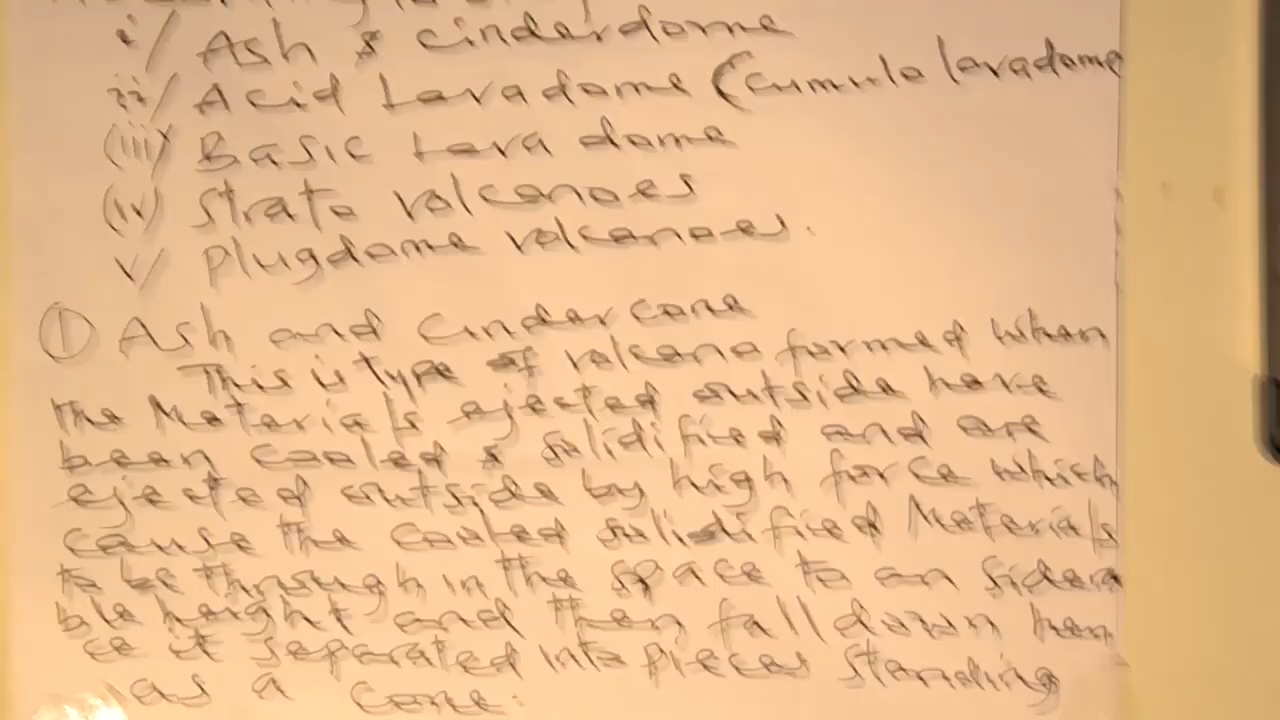 i/ Ash & cinderdome
ii/ Acid Lavadome (cumulo lavadome
(iii) Basic Lava dome
(iv) Strato volcanoes
v/ Plugdome volcanoes.
① Ash and Cinder cone
This is type of volcano formed when
the Materials ejected outside have
been cooled & solidified and are
ejected outside by high force which
cause the cooled solidified Materials
to be through in the space to an sidera
ble height and then fall down hen
ce it separated into pieces standing
as a cone.